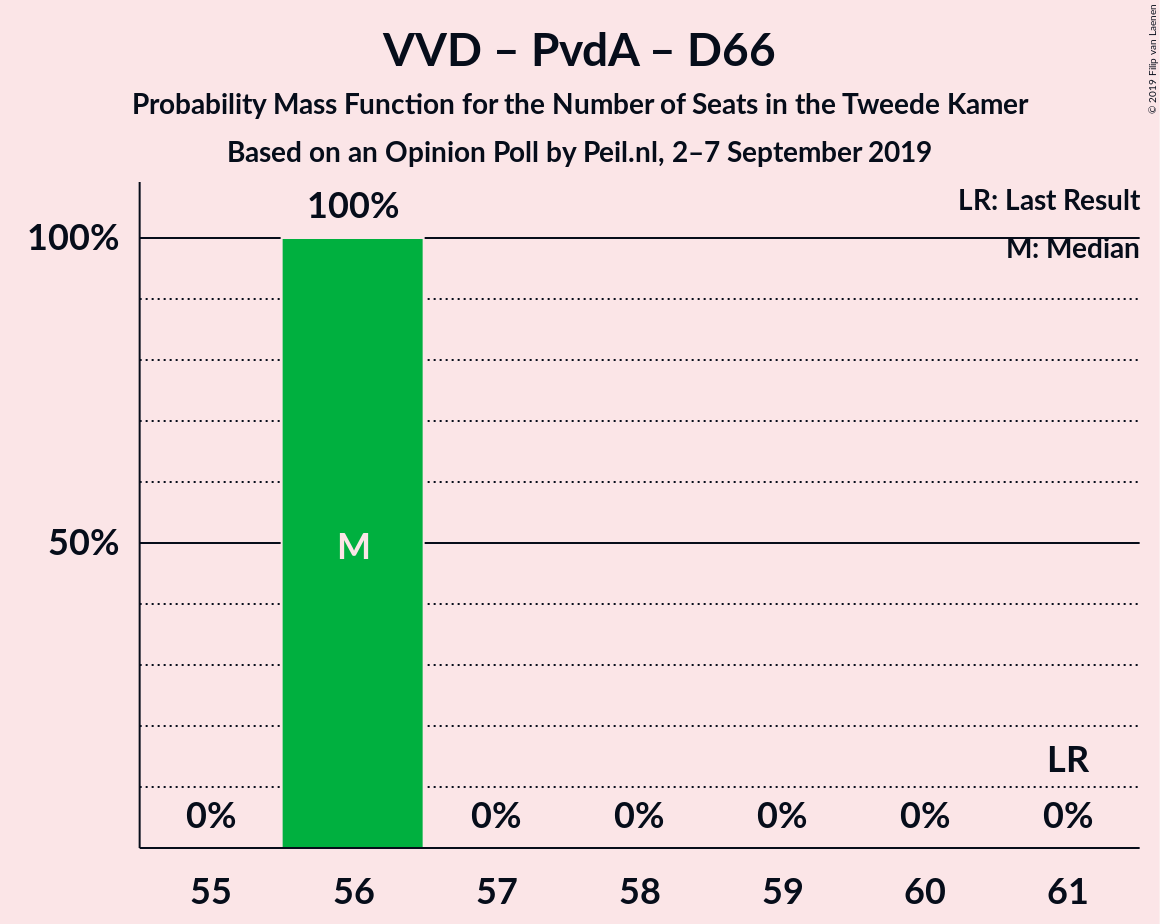 VVD – PvdA – D66
Probability Mass Function for the Number of Seats in the Tweede Kamer
Based on an Opinion Poll by Peil.nl, 2–7 September 2019
© 2019 Filip van Laenen
LR: Last Result
M: Median
100%
100%
50%
M
LR
0%
0%
0%
0%
0%
0%
55
56
57
58
59
60
61